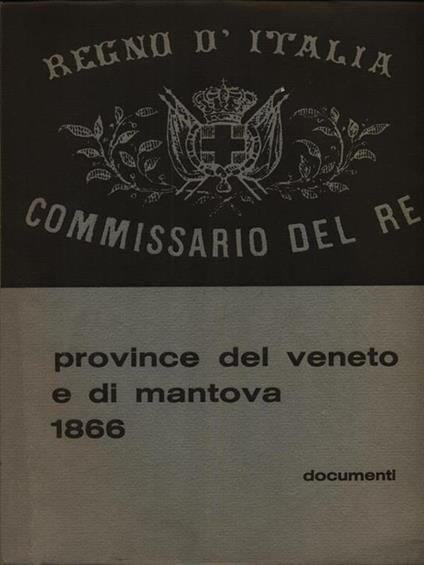 REGNO D' ITALIA
COMMISSARIO DEL RE
province del veneto
e di mantova
1866
documenti